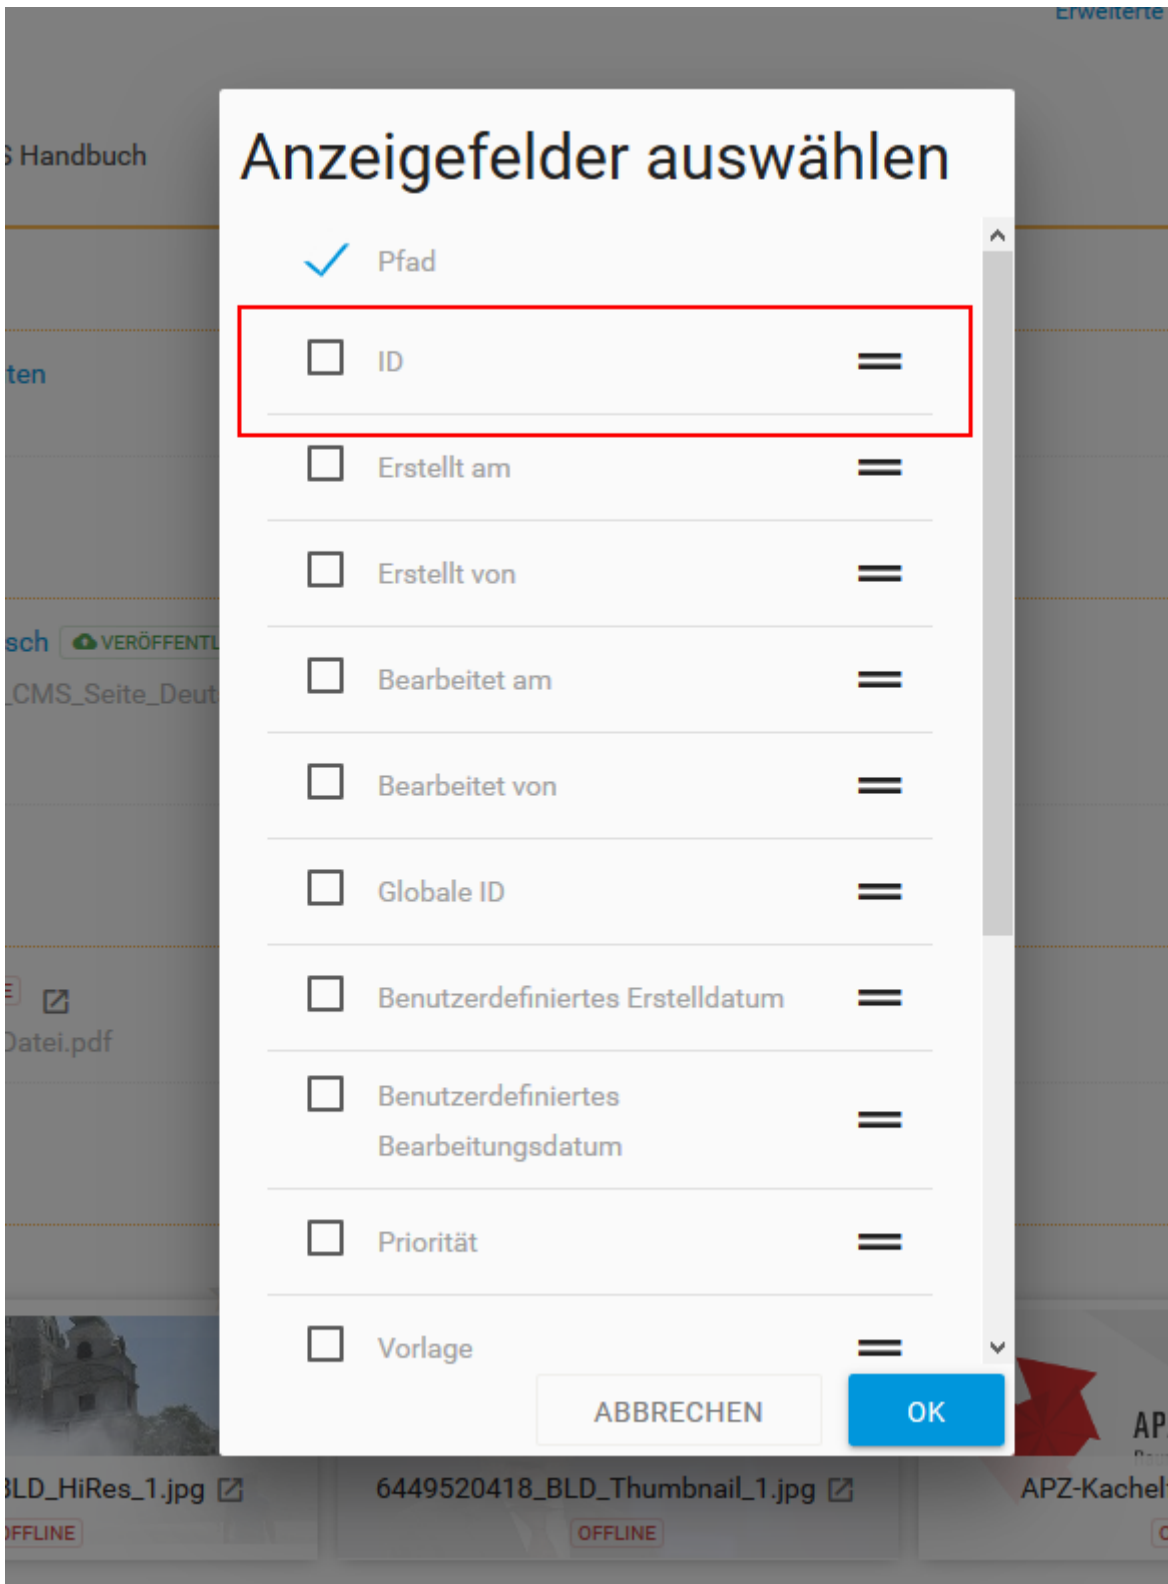 Erweiterte
S Handbuch
Anzeigefelder auswählen
Pfad
ID
ten
Erstellt am
Erstellt von
sch VERÖFFENTL
Bearbeitet am
_CMS_Seite_Deut
Bearbeitet von
Globale ID
E
Benutzerdefiniertes Erstelldatum
Datei.pdf
Benutzerdefiniertes
Bearbeitungsdatum
Priorität
Vorlage
ABBRECHEN
OK
AP
BLD_HiRes_1.jpg
6449520418_BLD_Thumbnail_1.jpg
APZ-Kachel
OFFLINE
OFFLINE